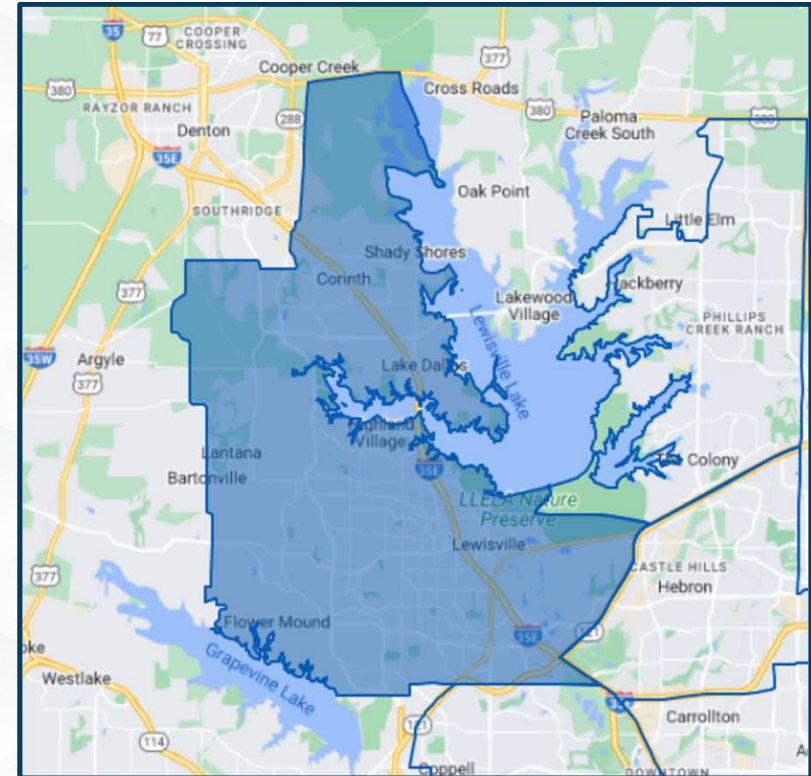 35
77
COOPER
CROSSING
Cooper Creek
377
380
Cross Roads
RAYZOR RANCH
380
380
288
Paloma
Creek South
Denton
35E
Oak Point
SOUTHRIDGE
Little Elm
Shady Shores
377
Corinth
Hackberry
Lakewood
Village
PHILLIPS
CREEK RANCH
Lewisville Lake
35W
Argyle
Lake Dallas
377
Highland
Village
Lantana
The Colony
Bartonville
35E
LLELA Nature
Preserve
Lewisville
CASTLE HILLS
377
Hebron
Flower Mound
35E
121
oke
Grapevine Lake
Westlake
121
Carrollton
114
Coppell
DOWNTOWN